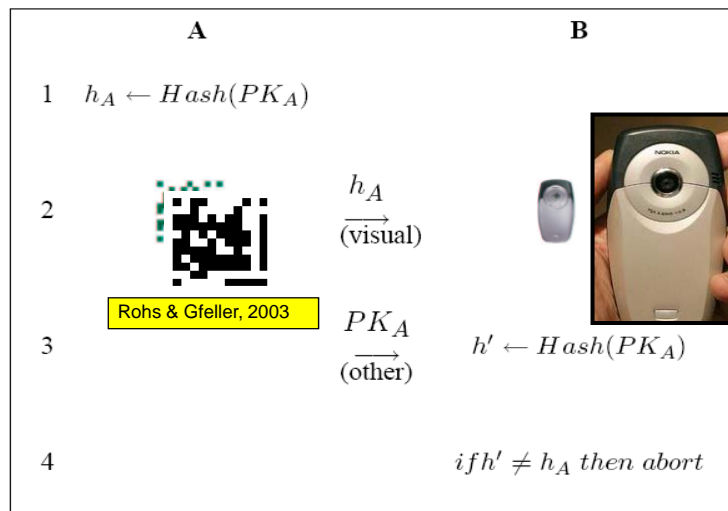 A B
1 h_A ← Hash(PK_A)
NOKIA
2 h_A → (visual)
Rohs & Gfeller, 2003
3 PK_A → (other) h' ← Hash(PK_A)
4 if h' ≠ h_A then abort